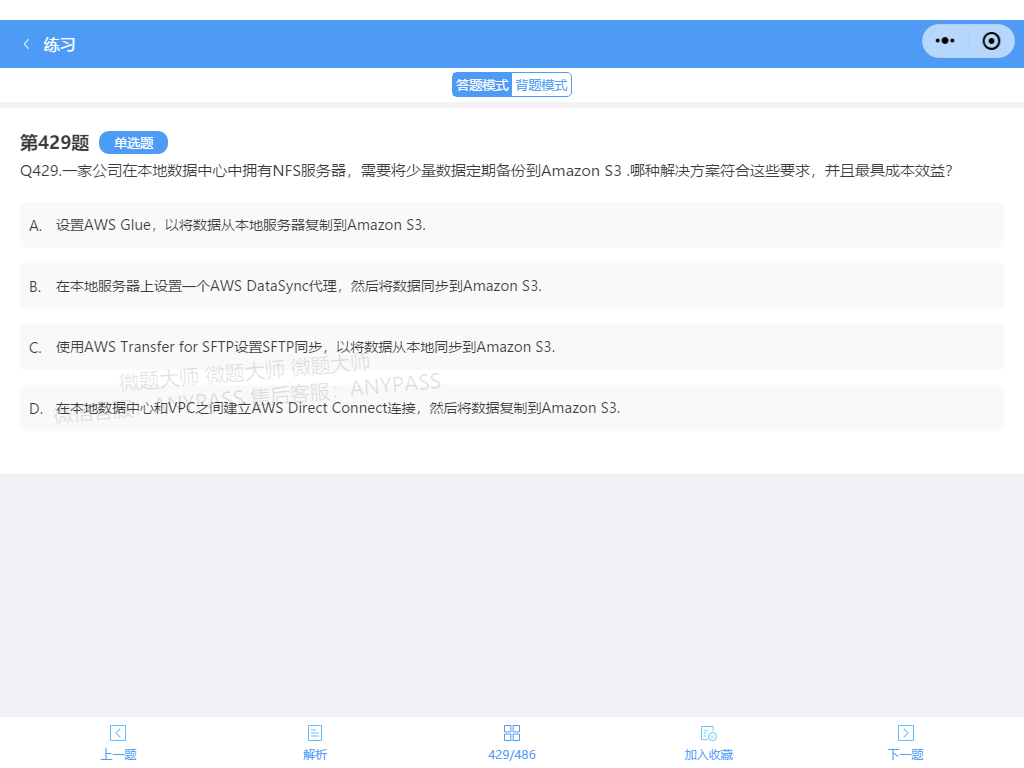 练习
答题模式 背题模式
第429题 单选题
Q429.一家公司在本地数据中心中拥有NFS服务器，需要将少量数据定期备份到Amazon S3 .哪种解决方案符合这些要求，并且最具成本效益？
A. 设置AWS Glue，以将数据从本地服务器复制到Amazon S3.
B. 在本地服务器上设置一个AWS DataSync代理，然后将数据同步到Amazon S3.
C. 使用AWS Transfer for SFTP设置SFTP同步，以将数据从本地同步到Amazon S3.
微题大师 微题大师 微题大师
微信客服：ANYPASS 售后客服：ANYPASS
D. 在本地数据中心和VPC之间建立AWS Direct Connect连接，然后将数据复制到Amazon S3.
上一题 解析 429/486 加入收藏 下一题